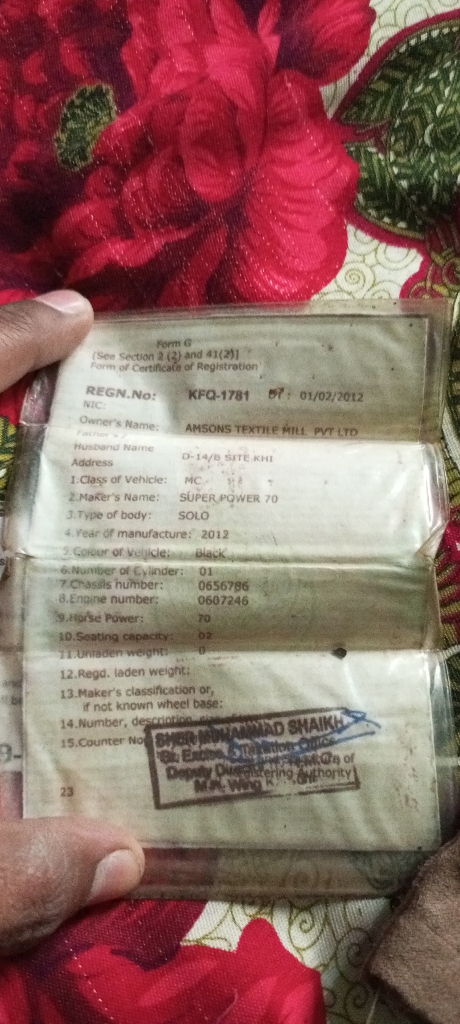 Form G
[See Section 2 (2) and 41(2)]
Form of Certificate of Registration
REGN.No: KFQ-1781 DT: 01/02/2012
NIC:
Owner's Name: AMSONS TEXTILE MILL PVT LTD
Father's /
Husband Name
Address D-14/B SITE KHI
1.Class of Vehicle: MC
2.Maker's Name: SUPER POWER 70
3.Type of body: SOLO
4.Year of manufacture: 2012
5.Colour of Vehicle: Black
6.Number of Cylinder: 01
7.Chassis number: 0656786
8.Engine number: 0607246
9.Horse Power: 70
10.Seating capacity: 02
11.Unladen weight: 0
12.Regd. laden weight:
13.Maker's classification or,
if not known wheel base:
14.Number, description,
15.Counter No
SHER MUHAMMAD SHAIKH
Sr. Excise
Deputy
Registering Authority
M.R. Wing
23